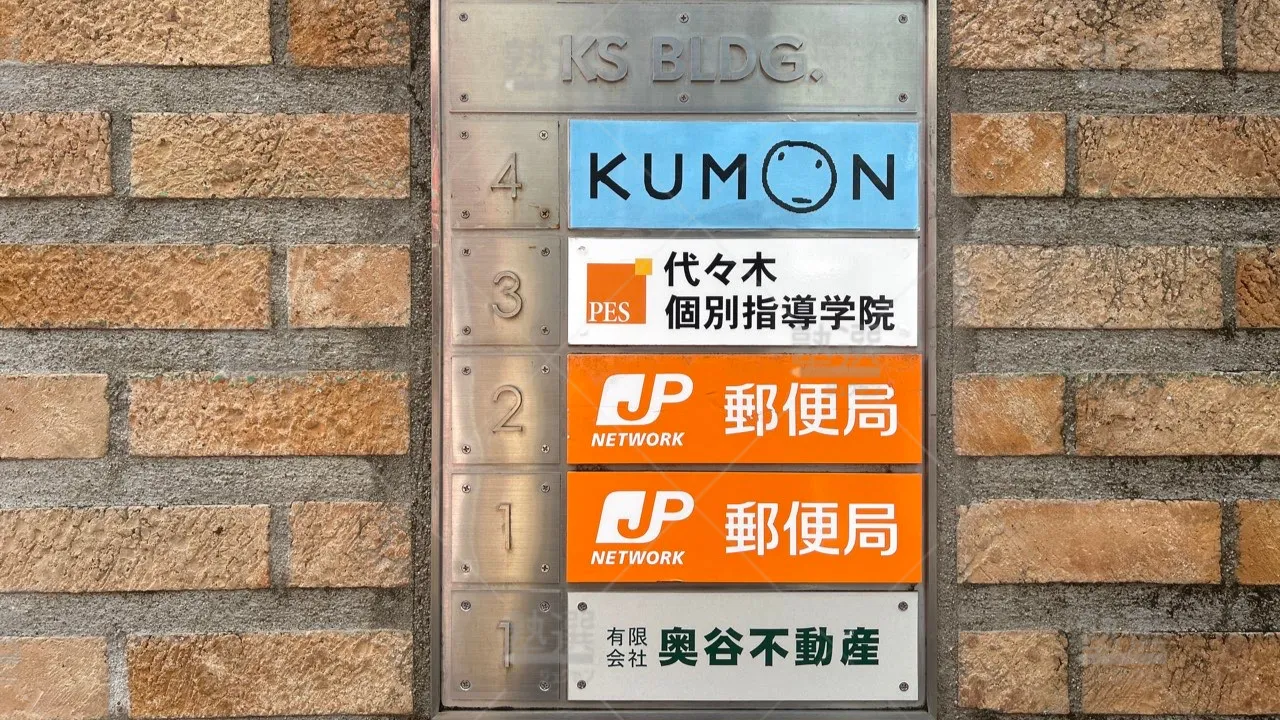 KS BLDG.
4
KUMON
3
PES
代々木
個別指導学院
2
JP
NETWORK
郵便局
1
JP
NETWORK
郵便局
1
有限
会社
奥谷不動産